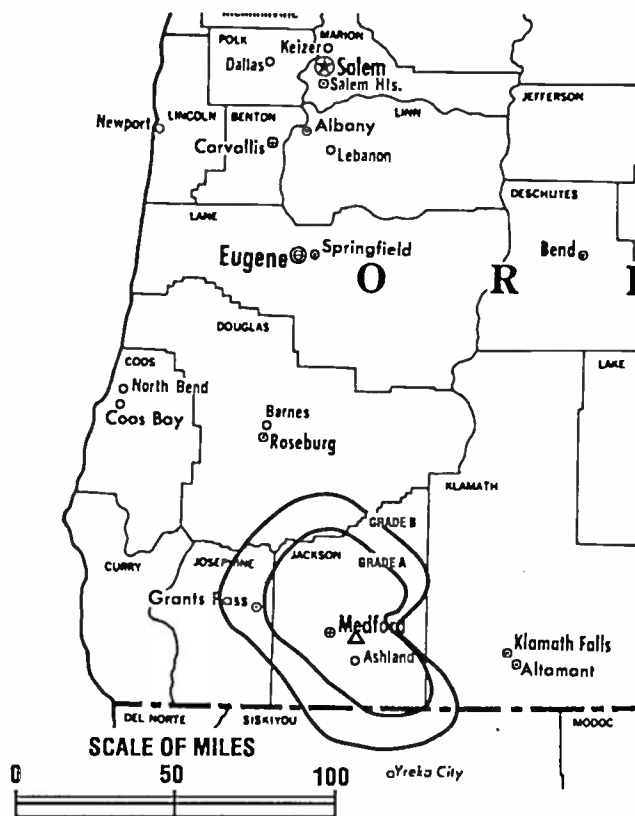 POLK
MARION
Keizer
Dallas
Salem
Salem Hts.
JEFFERSON
LINCOLN
BENTON
LINN
Newport
Albany
Carvallis
Lebanon
DESCHUTES
LANE
Eugene
Springfield
Bend
O R
DOUGLAS
COOS
LAKE
North Bend
Coos Bay
Barnes
Roseburg
KLAMATH
GRADE B
CURRY
JOSEPHINE
JACKSON
GRADE A
Grants Pass
Medford
Ashland
Klamath Falls
Altamant
DEL NORTE
SISKIYOU
MODOC
SCALE OF MILES
0 50 100
Yreka City